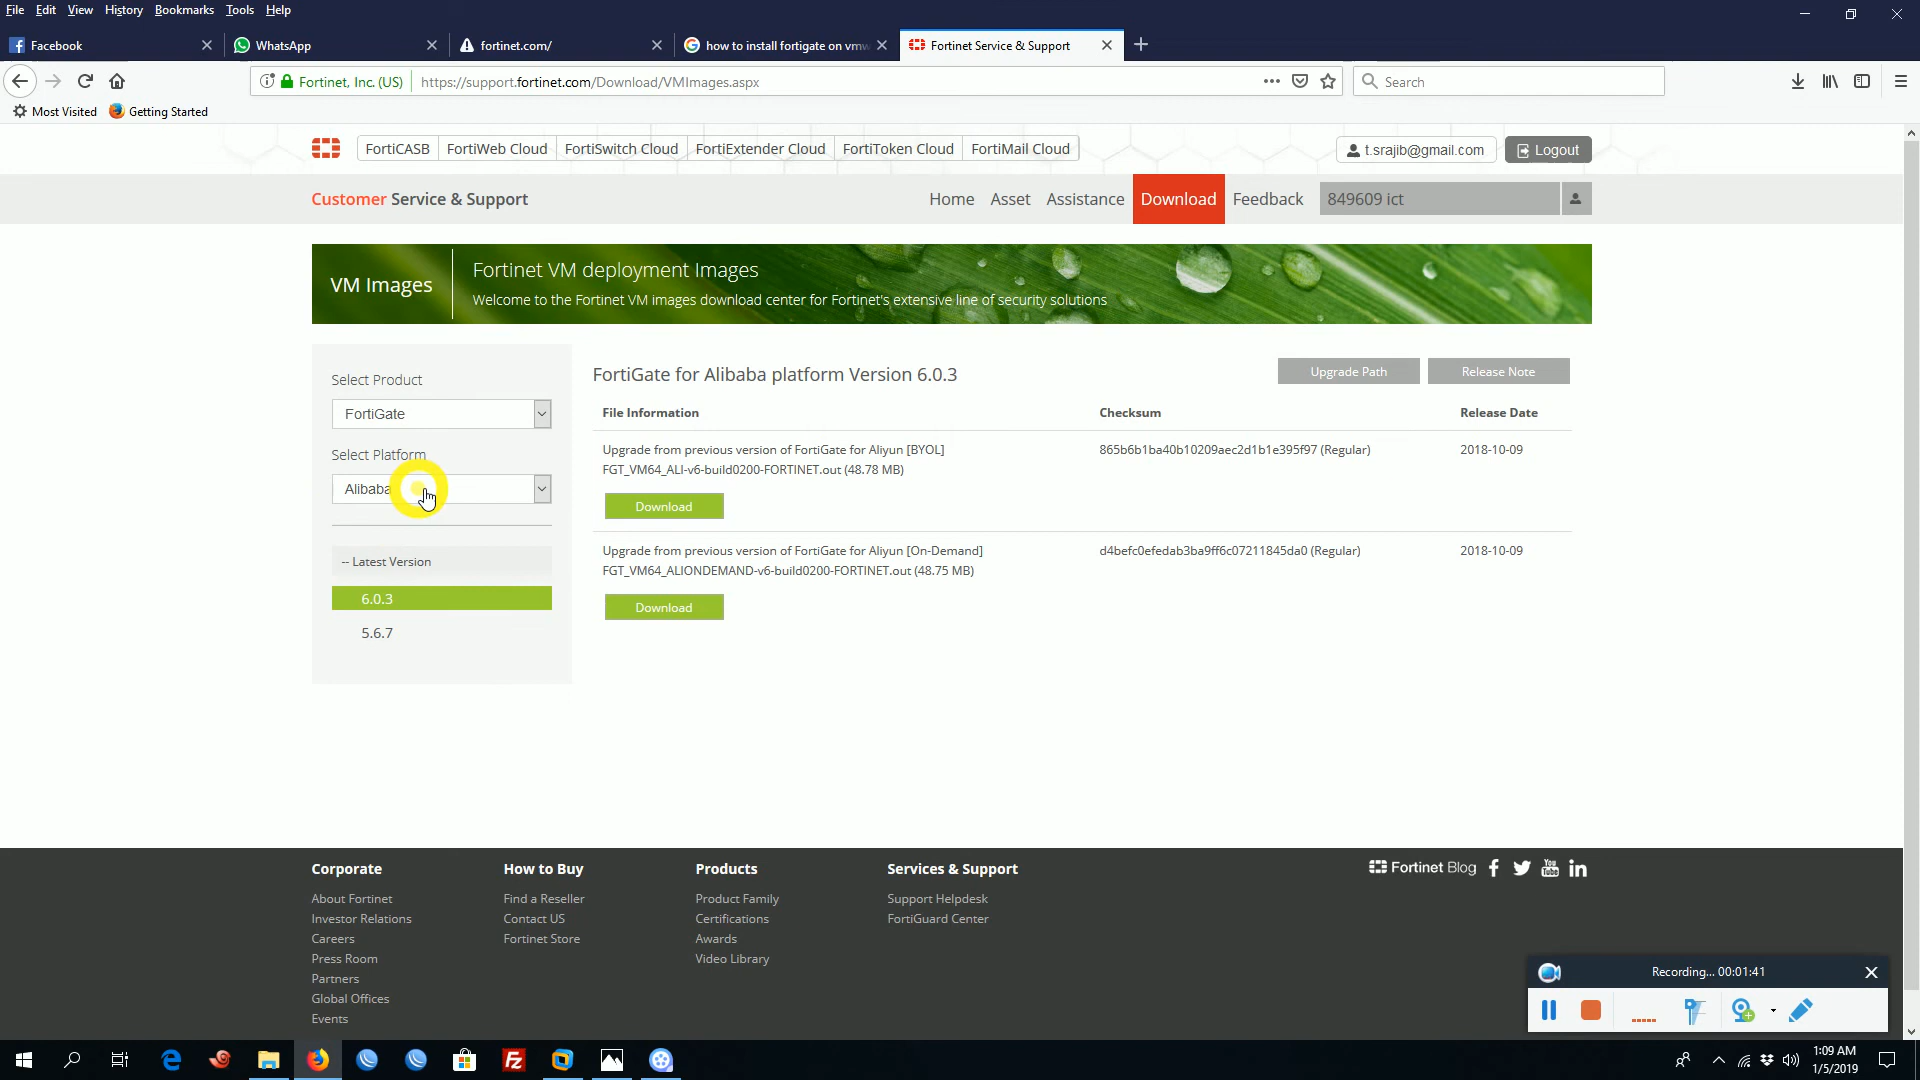 File Edit View History Bookmarks Tools Help
Facebook WhatsApp fortinet.com/ how to install fortigate on vmw Fortinet Service & Support
Fortinet, Inc. (US) https://support.fortinet.com/Download/VMImages.aspx Search
Most Visited Getting Started
FortiCASB FortiWeb Cloud FortiSwitch Cloud FortiExtender Cloud FortiToken Cloud FortiMail Cloud t.srajib@gmail.com Logout
Customer Service & Support Home Asset Assistance Download Feedback 849609 ict
VM Images
Fortinet VM deployment Images
Welcome to the Fortinet VM images download center for Fortinet's extensive line of security solutions
Select Product
FortiGate
Select Platform
Alibaba
-- Latest Version
6.0.3
5.6.7
FortiGate for Alibaba platform Version 6.0.3 Upgrade Path Release Note
File Information Checksum Release Date
Upgrade from previous version of FortiGate for Aliyun [BYOL] 865b6b1ba40b10209aec2d1b1e395f97 (Regular) 2018-10-09
FGT_VM64_ALI-v6-build0200-FORTINET.out (48.78 MB)
Download
Upgrade from previous version of FortiGate for Aliyun [On-Demand] d4befc0efedab3ba9ff6c07211845da0 (Regular) 2018-10-09
FGT_VM64_ALIONDEMAND-v6-build0200-FORTINET.out (48.75 MB)
Download
Corporate
About Fortinet
Investor Relations
Careers
Press Room
Partners
Global Offices
Events
How to Buy
Find a Reseller
Contact US
Fortinet Store
Products
Product Family
Certifications
Awards
Video Library
Services & Support
Support Helpdesk
FortiGuard Center
Fortinet Blog
You Tube
Recording... 00:01:41
1:09 AM
1/5/2019